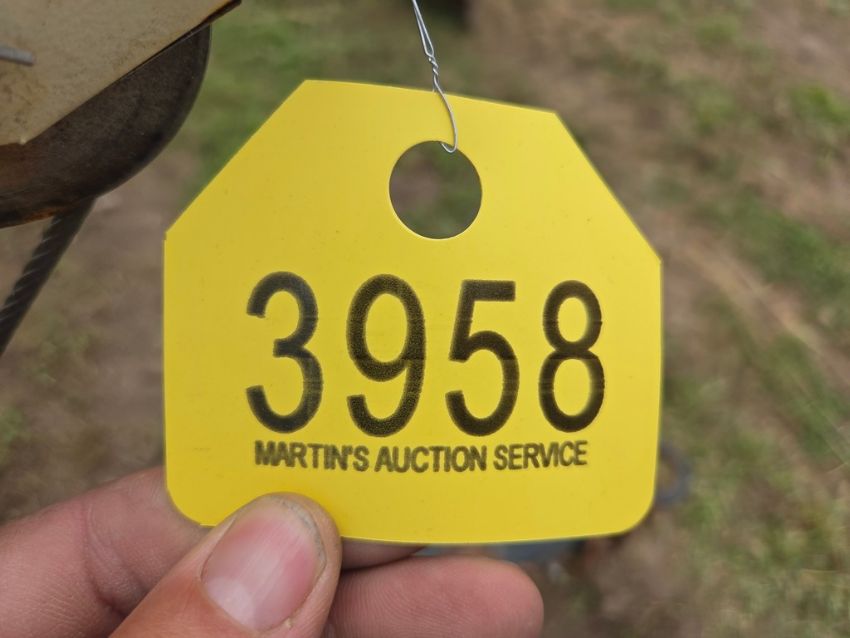 3958
MARTIN'S AUCTION SERVICE